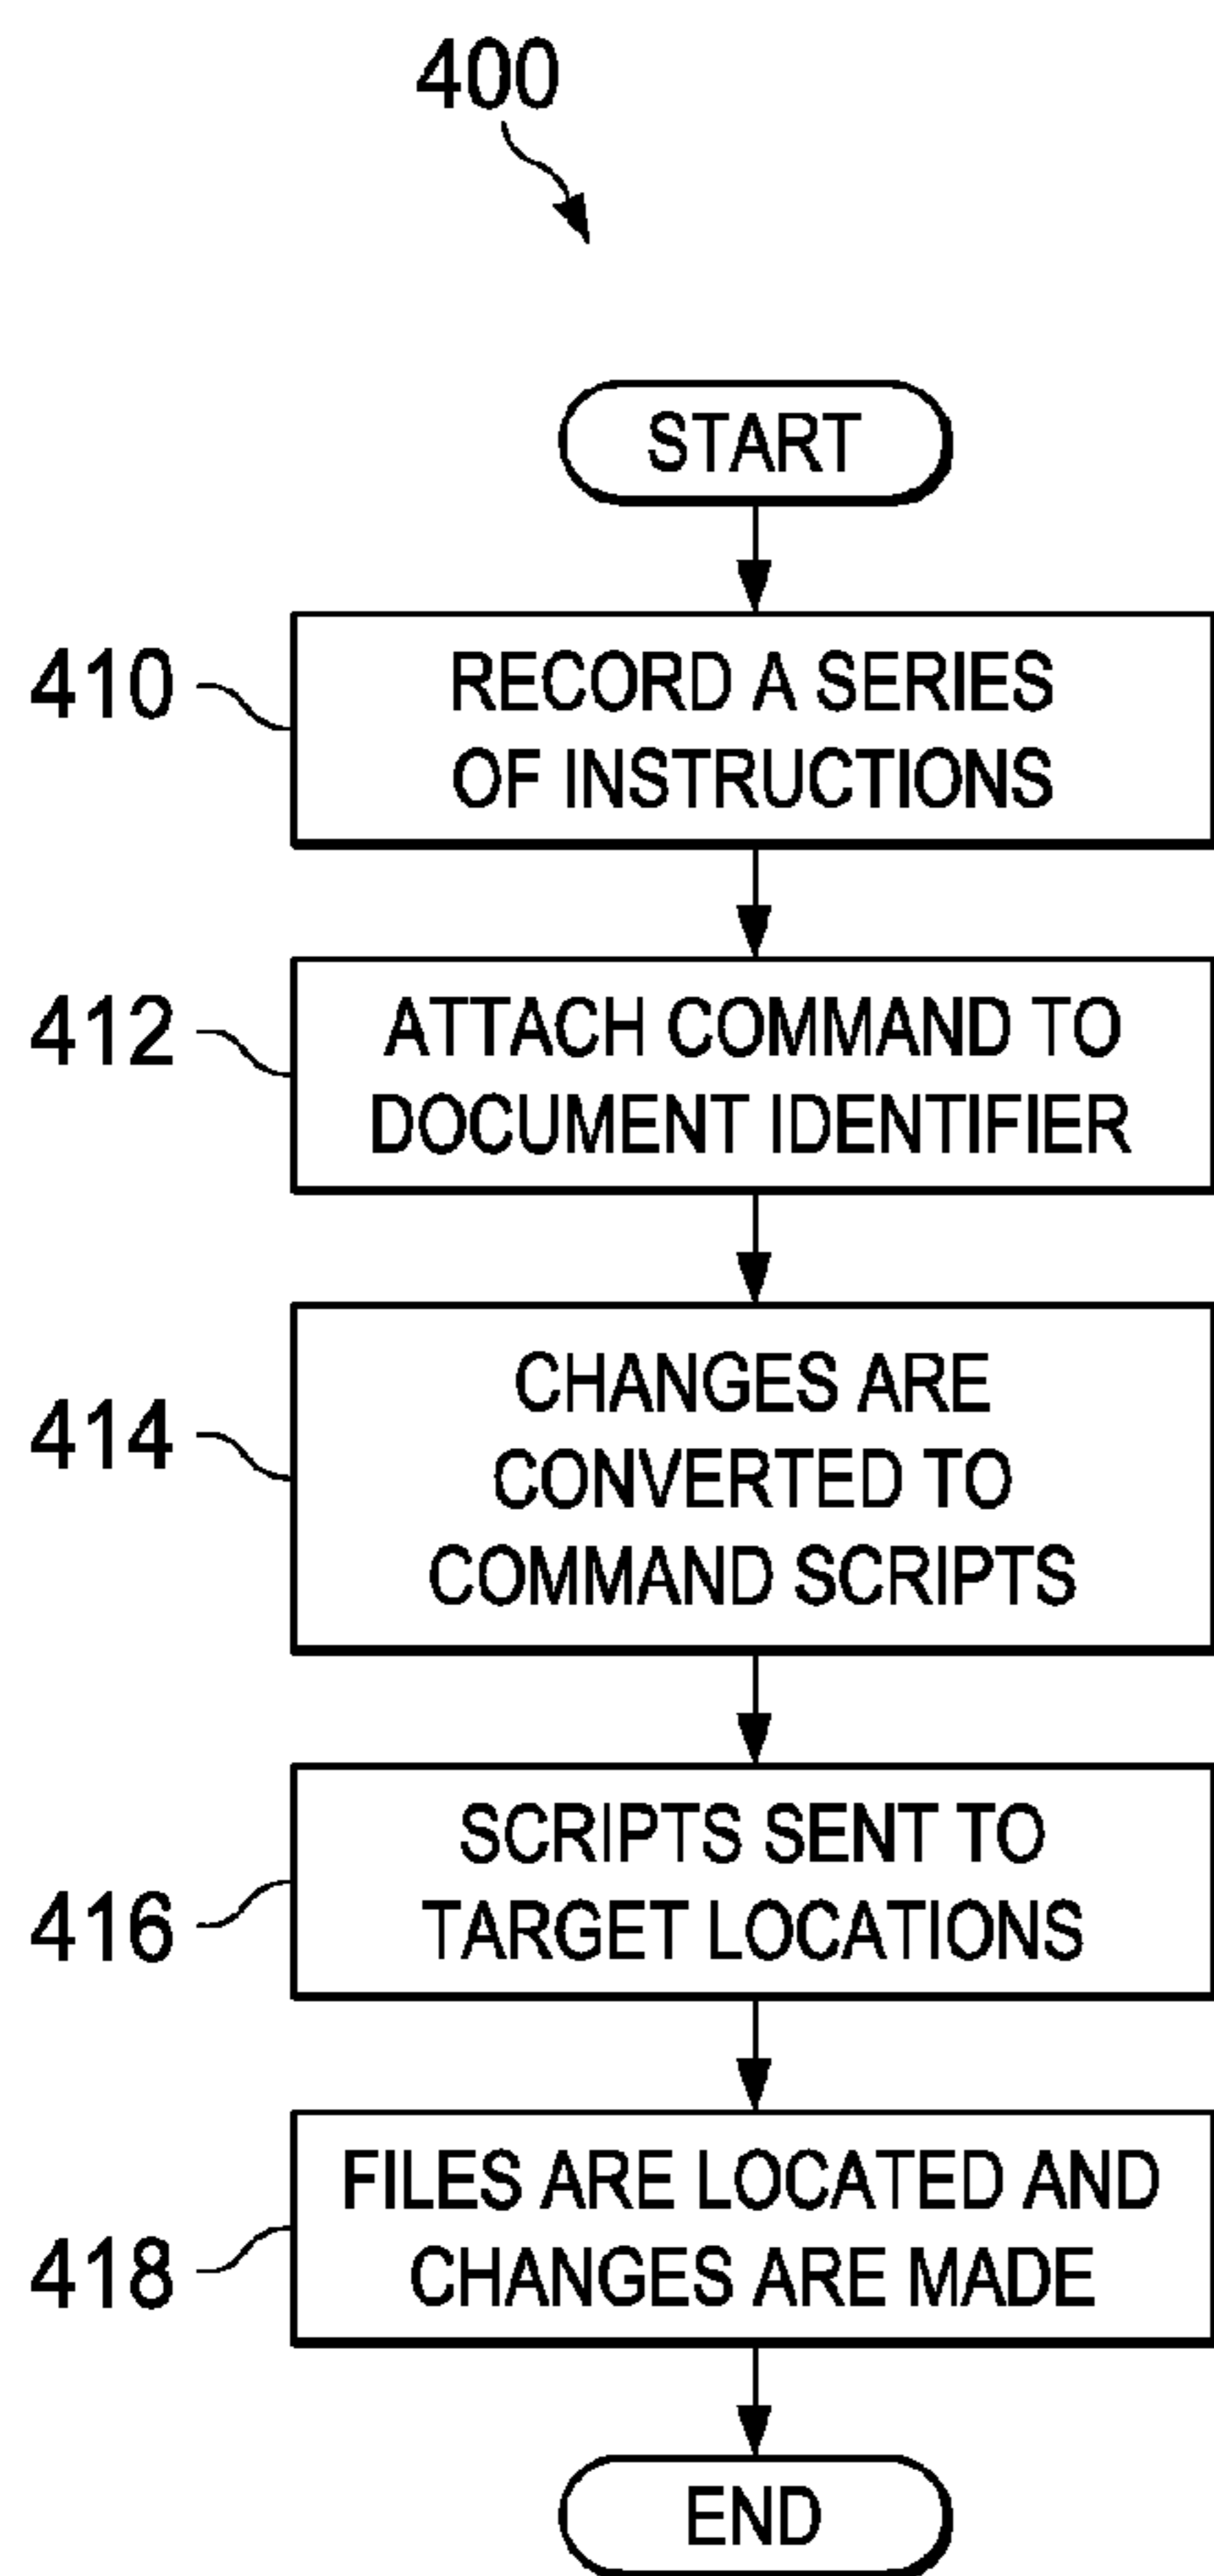 400
START
410
RECORD A SERIES
OF INSTRUCTIONS
412
ATTACH COMMAND TO
DOCUMENT IDENTIFIER
414
CHANGES ARE
CONVERTED TO
COMMAND SCRIPTS
416
SCRIPTS SENT TO
TARGET LOCATIONS
418
FILES ARE LOCATED AND
CHANGES ARE MADE
END